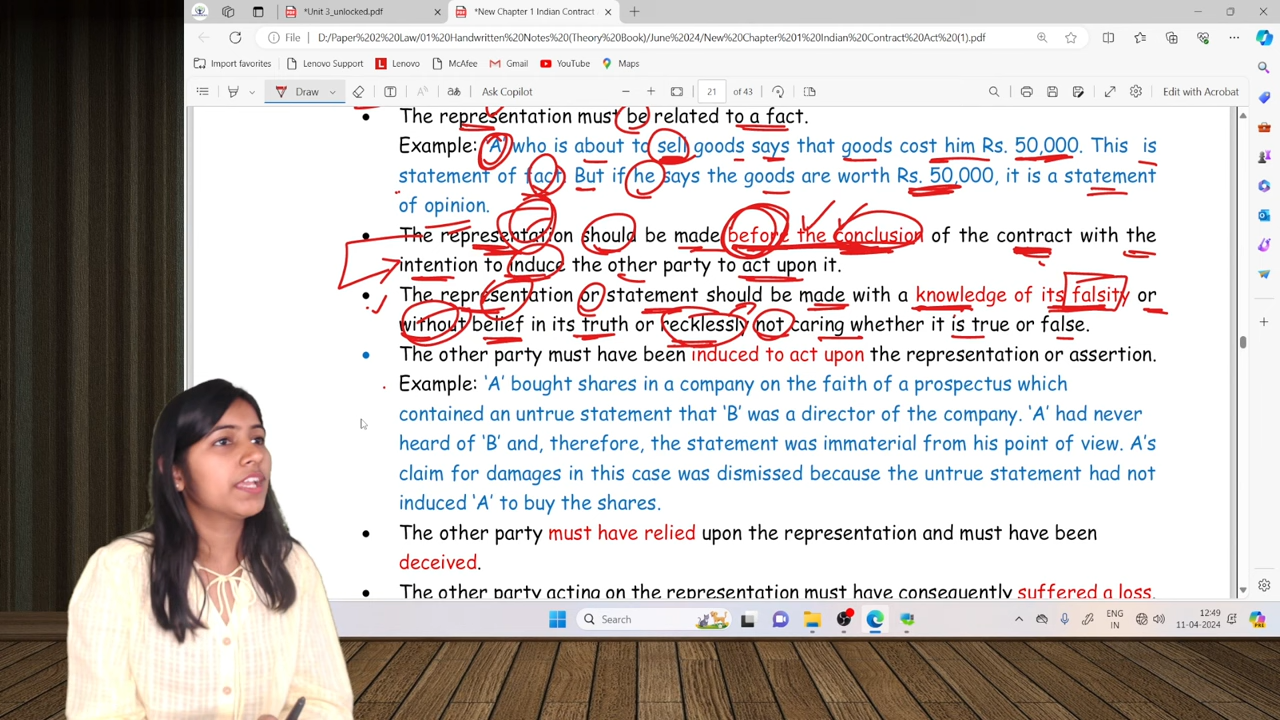 *Unit 3_unlocked.pdf
*New Chapter 1 Indian Contract
File
D:/Paper%202%20Law/01%20Handwritten%20Notes%20(Theory%20Book)/June%2024/New%20Chapter%201%20Indian%20Contract%20Act%20(1).pdf
Import favorites
Lenovo Support
Lenovo
McAfee
Gmail
YouTube
Maps
Draw
Ask Copilot
21 of 43
Edit with Acrobat
The representation must be related to a fact.
Example: 'A' who is about to sell goods says that goods cost him Rs. 50,000. This is
statement of fact. But if he says the goods are worth Rs. 50,000, it is a statement
of opinion.
The representation should be made before the conclusion of the contract with the
intention to induce the other party to act upon it.
The representation or statement should be made with a knowledge of its falsity or
without belief in its truth or recklessly not caring whether it is true or false.
The other party must have been induced to act upon the representation or assertion.
Example: 'A' bought shares in a company on the faith of a prospectus which
contained an untrue statement that 'B' was a director of the company. 'A' had never
heard of 'B' and, therefore, the statement was immaterial from his point of view. A's
claim for damages in this case was dismissed because the untrue statement had not
induced 'A' to buy the shares.
The other party must have relied upon the representation and must have been
deceived.
The other party acting on the representation must have consequently suffered a loss.
Search
ENG
IN
12:49
11-04-2024